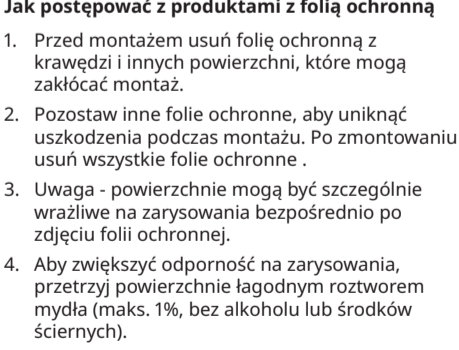 Jak postępować z produktami z folią ochronną
1. Przed montażem usuń folię ochronną z
krawędzi i innych powierzchni, które mogą
zakłócać montaż.
2. Pozostaw inne folie ochronne, aby uniknąć
uszkodzenia podczas montażu. Po zmontowaniu
usuń wszystkie folie ochronne .
3. Uwaga - powierzchnie mogą być szczególnie
wrażliwe na zarysowania bezpośrednio po
zdjęciu folii ochronnej.
4. Aby zwiększyć odporność na zarysowania,
przetrzyj powierzchnie łagodnym roztworem
mydła (maks. 1%, bez alkoholu lub środków
ściernych).